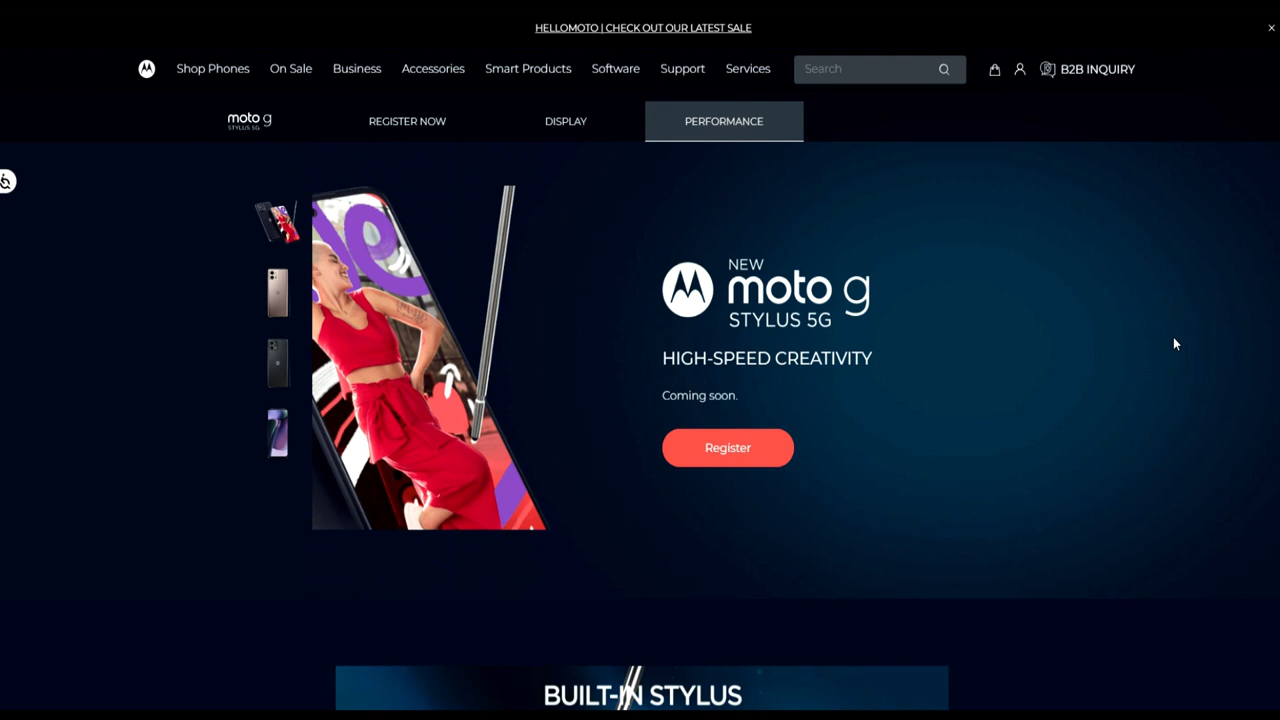 HELLOMOTO | CHECK OUT OUR LATEST SALE
Shop Phones On Sale Business Accessories Smart Products Software Support Services Search B2B INQUIRY
moto g
STYLUS 5G
REGISTER NOW DISPLAY PERFORMANCE
NEW
moto g
STYLUS 5G
HIGH-SPEED CREATIVITY
Coming soon.
Register
BUILT-IN STYLUS